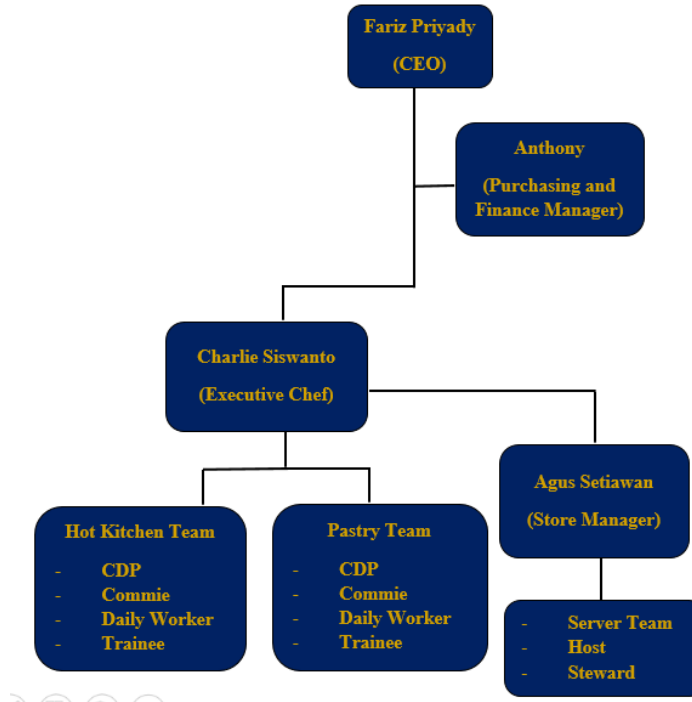 Fariz Priyady
(CEO)
Anthony
(Purchasing and
Finance Manager)
Charlie Siswanto
(Executive Chef)
Agus Setiawan
(Store Manager)
Hot Kitchen Team
- CDP
- Commie
- Daily Worker
- Trainee
Pastry Team
- CDP
- Commie
- Daily Worker
- Trainee
- Server Team
- Host
- Steward